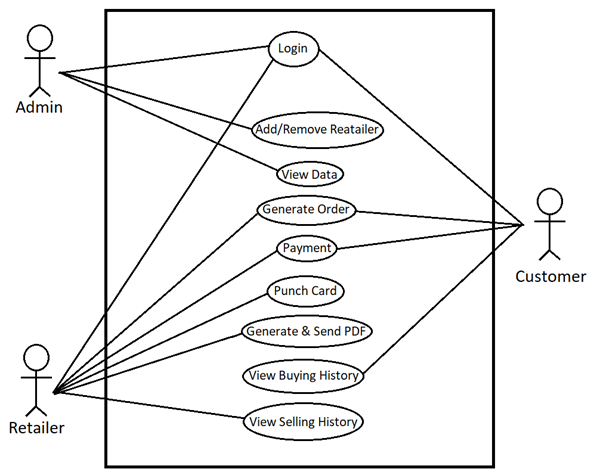 Login
Admin
Add/Remove Reatailer
View Data
Generate Order
Payment
Customer
Punch Card
Generate & Send PDF
View Buying History
View Selling History
Retailer